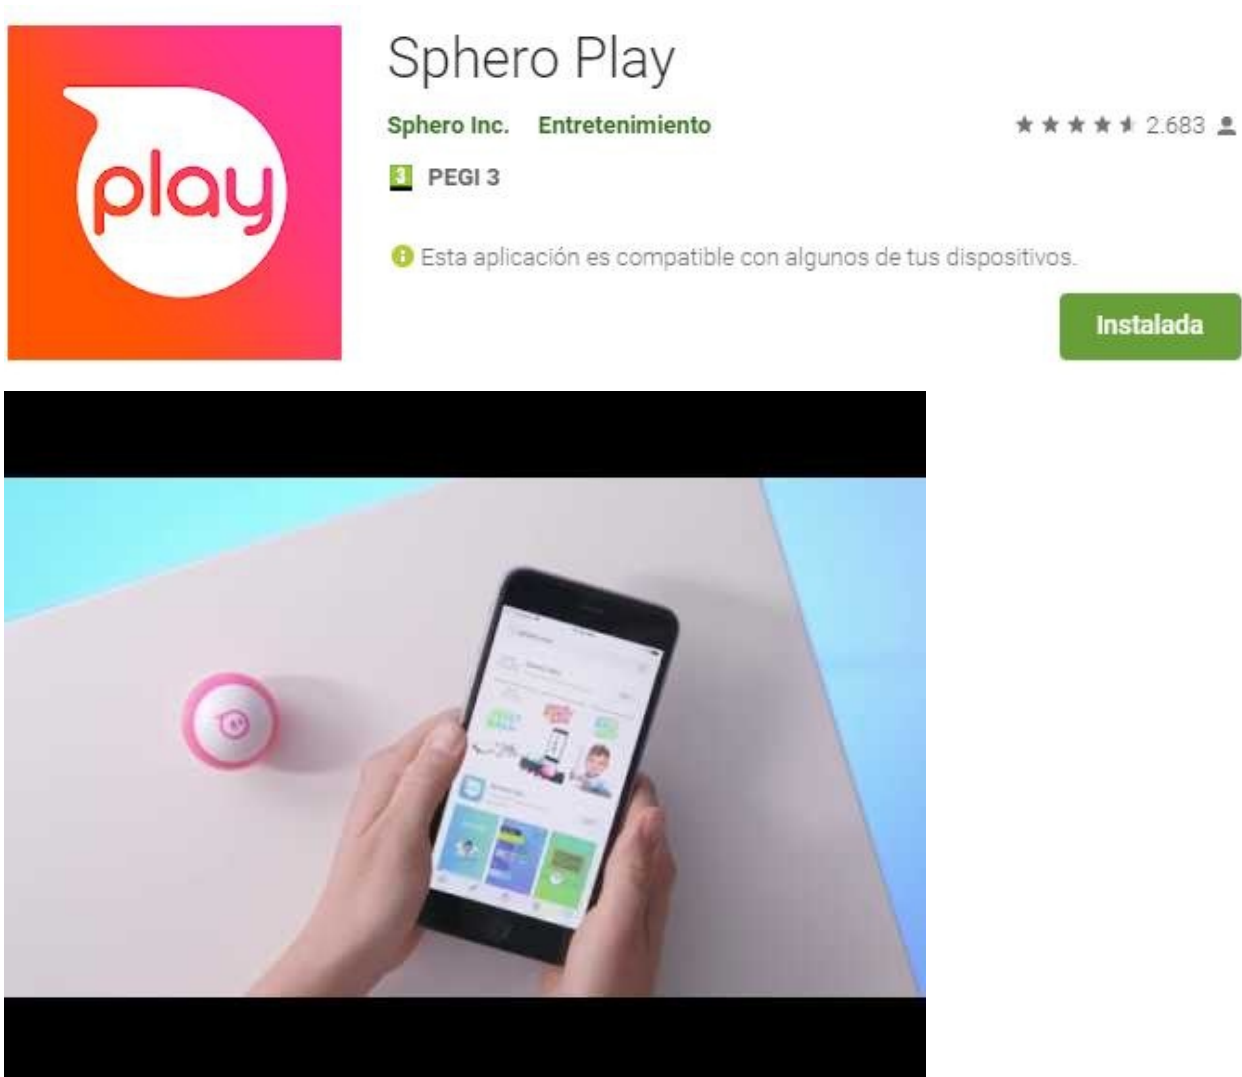 play
Sphero Play
Sphero Inc. Entretenimiento
2.683
3 PEGI 3
Esta aplicación es compatible con algunos de tus dispositivos.
Instalada